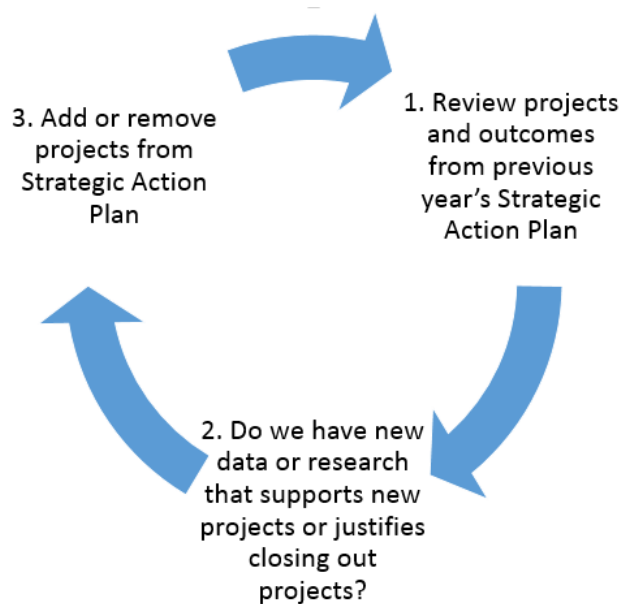 1. Review projects
and outcomes
from previous
year’s Strategic
Action Plan
2. Do we have new
data or research
that supports new
projects or justifies
closing out
projects?
3. Add or remove
projects from
Strategic Action
Plan